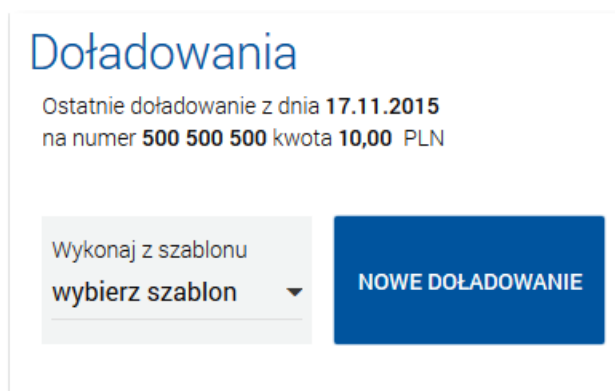 Doładowania
Ostatnie doładowanie z dnia 17.11.2015
na numer 500 500 500 kwota 10,00 PLN
Wykonaj z szablonu
wybierz szablon
NOWE DOŁADOWANIE